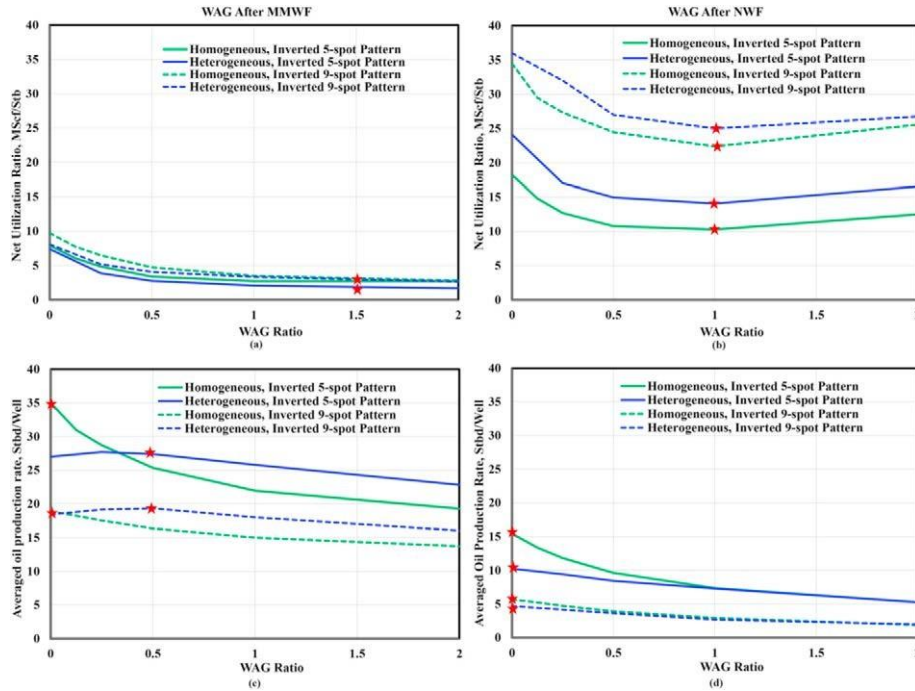 WAG After MMWF
40
35
30
25
20
15
10
5
0
Net Utilization Ratio, MScf/Stb
Homogeneous, Inverted 5-spot Pattern
Heterogeneous, Inverted 5-spot Pattern
Homogeneous, Inverted 9-spot Pattern
Heterogeneous, Inverted 9-spot Pattern
0 0.5 1 1.5 2
WAG Ratio
(a)
WAG After NWF
40
35
30
25
20
15
10
5
0
Net Utilization Ratio, MScf/Stb
Homogeneous, Inverted 5-spot Pattern
Heterogeneous, Inverted 5-spot Pattern
Homogeneous, Inverted 9-spot Pattern
Heterogeneous, Inverted 9-spot Pattern
0 0.5 1 1.5
WAG Ratio
(b)
40
35
30
25
20
15
10
5
0
Averaged oil production rate, Stbd/Well
Homogeneous, Inverted 5-spot Pattern
Heterogeneous, Inverted 5-spot Pattern
Homogeneous, Inverted 9-spot Pattern
Heterogeneous, Inverted 9-spot Pattern
0 0.5 1 1.5 2
WAG Ratio
(c)
40
35
30
25
20
15
10
5
0
Averaged Oil Production Rate, Stbd/Well
Homogeneous, Inverted 5-spot Pattern
Heterogeneous, Inverted 5-spot Pattern
Homogeneous, Inverted 9-spot Pattern
Heterogeneous, Inverted 9-spot Pattern
0 0.5 1 1.5
WAG Ratio
(d)